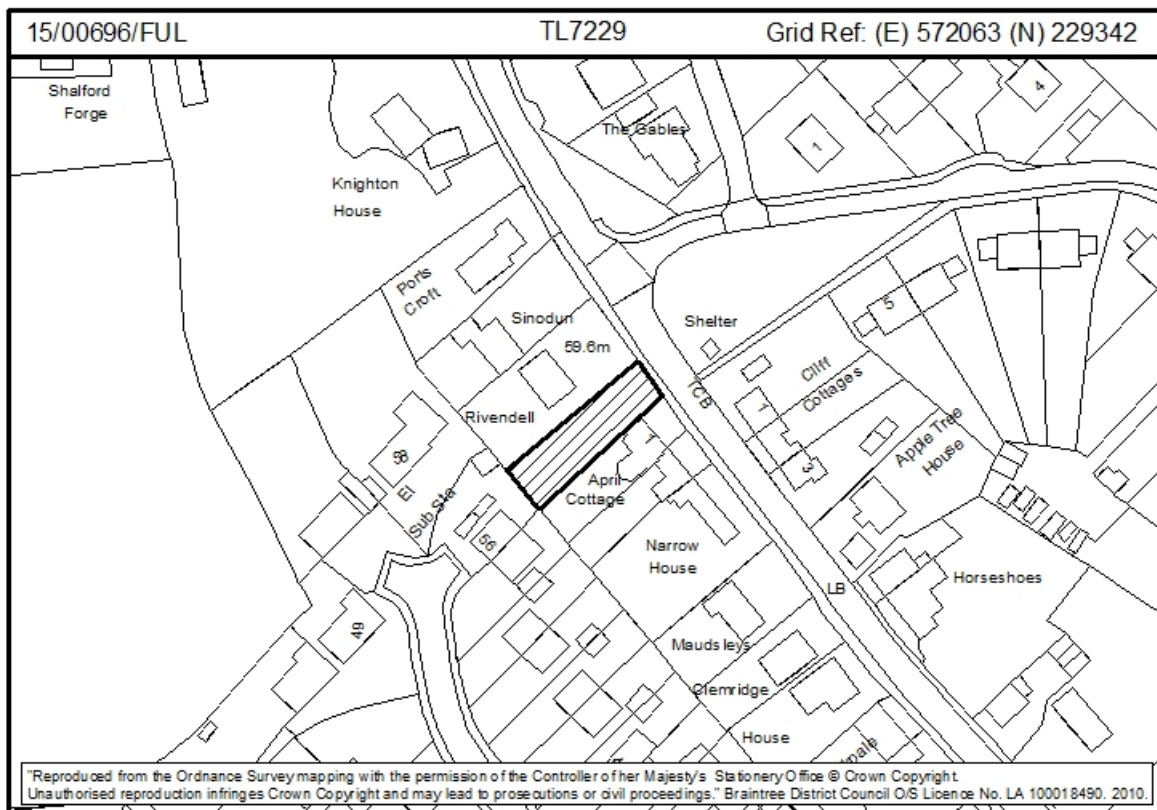 15/00696/FUL TL7229 Grid Ref: (E) 572063 (N) 229342
Shalford
Forge
The Gables
4
1
Knighton
House
Ports
Croft
Sinodun
59.6m
Shelter
5
TCB
Cliff
Cottages
1
Rivendell
1
3
Apple Tree
House
58
El
Sub Sta
April
Cottage
56
Narrow
House
Horseshoes
LB
49
Maudsleys
Clemridge
House
"Reproduced from the Ordnance Survey mapping with the permission of the Controller of her Majesty's Stationery Office © Crown Copyright.
Unauthorised reproduction infringes Crown Copyright and may lead to prosecutions or civil proceedings." Braintree District Council O/S Licence No. LA 100018490. 2010.